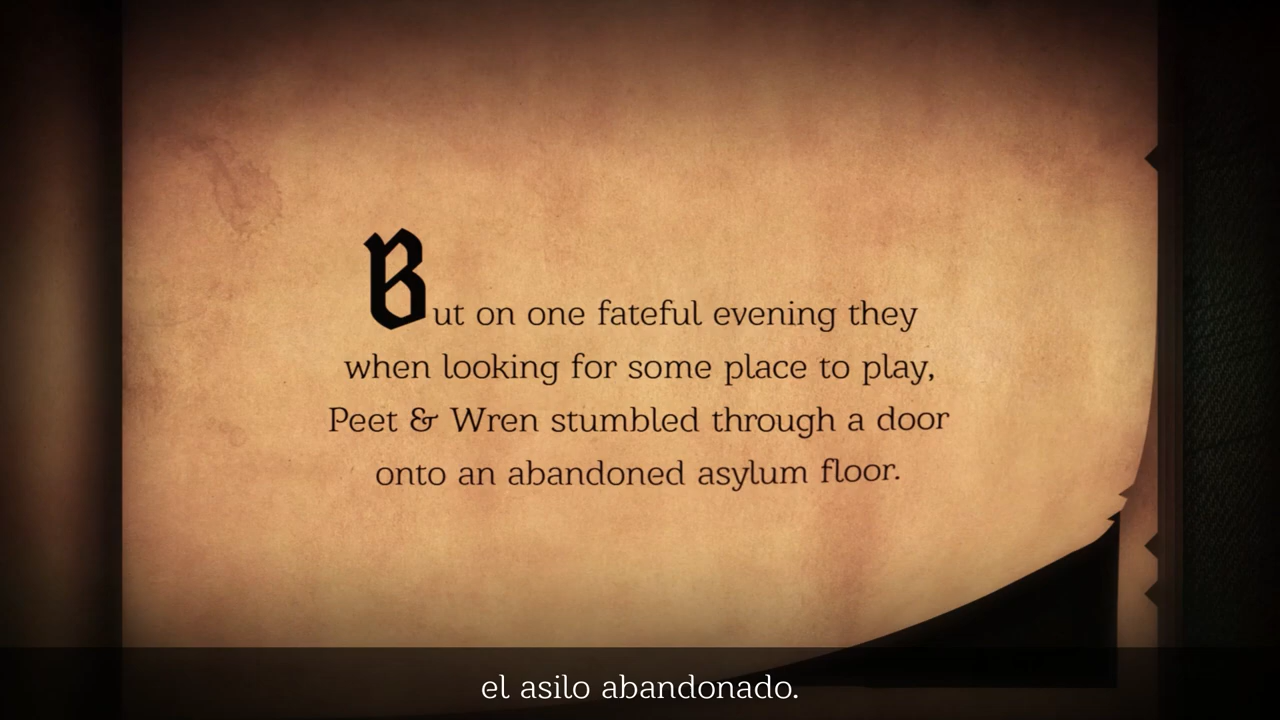 But on one fateful evening they
when looking for some place to play,
Peet & Wren stumbled through a door
onto an abandoned asylum floor.
el asilo abandonado.